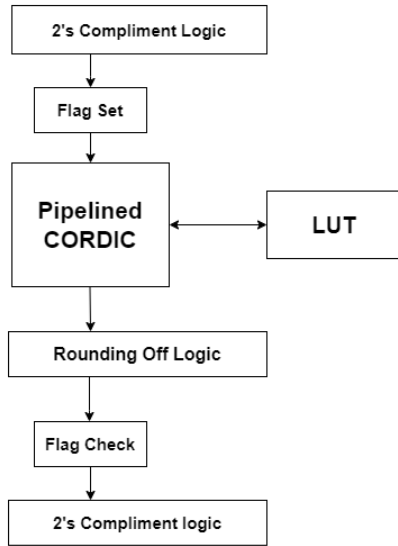 2's Compliment Logic
Flag Set
Pipelined
CORDIC
LUT
Rounding Off Logic
Flag Check
2's Compliment logic